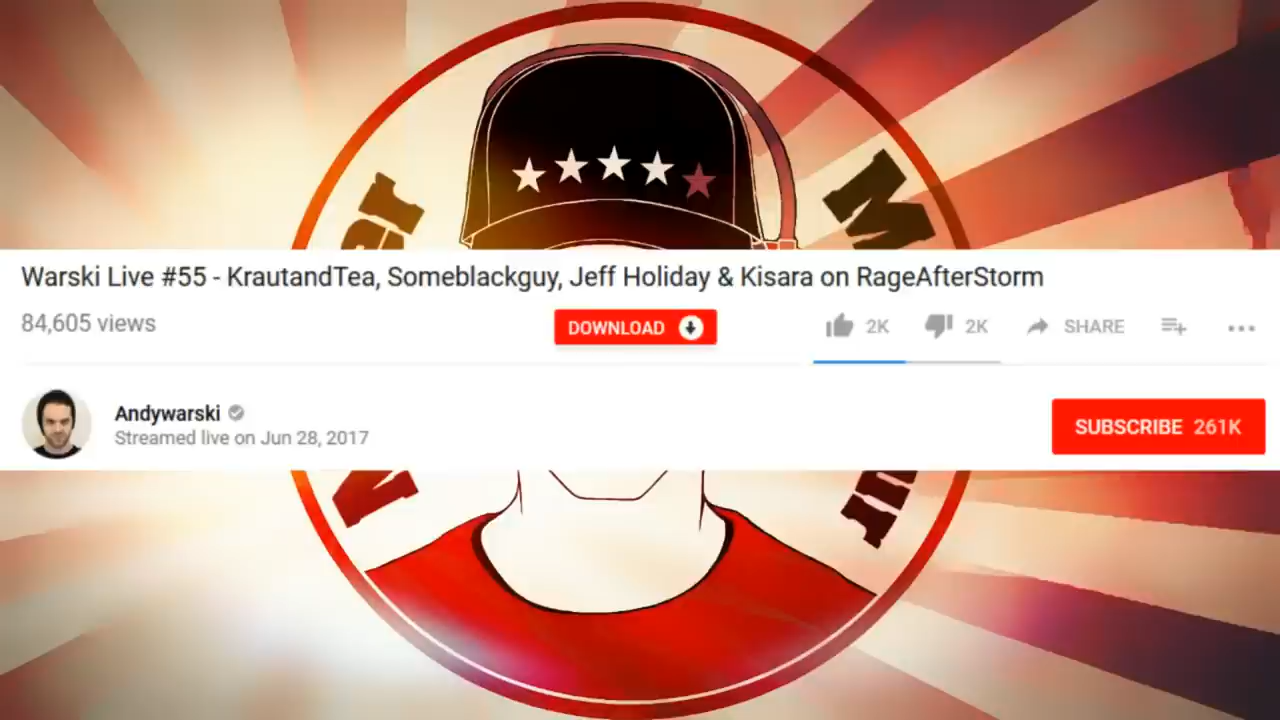 Warski Live #55 - KrautandTea, Someblackguy, Jeff Holiday & Kisara on RageAfterStorm
84,605 views
DOWNLOAD
2K
2K
SHARE
Andywarski
Streamed live on Jun 28, 2017
SUBSCRIBE 261K